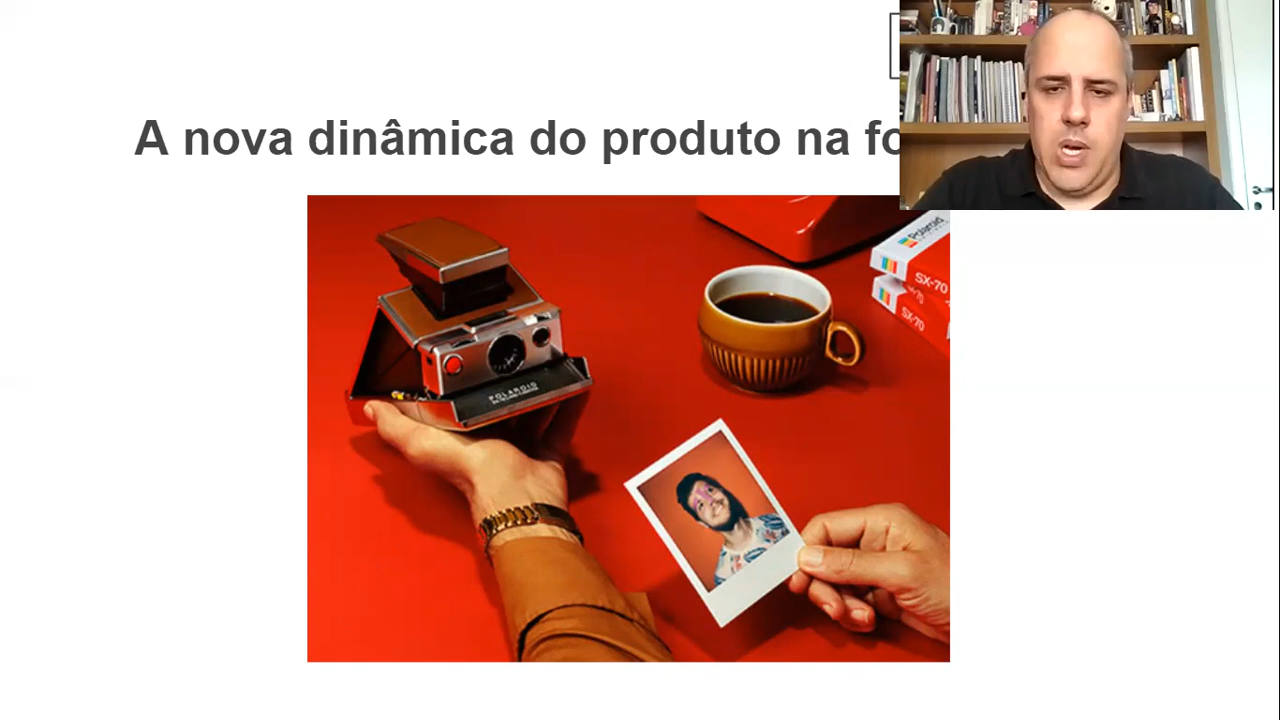 A nova dinâmica do produto na fo
Polaroid
SX-70
SX-70
POLAROID